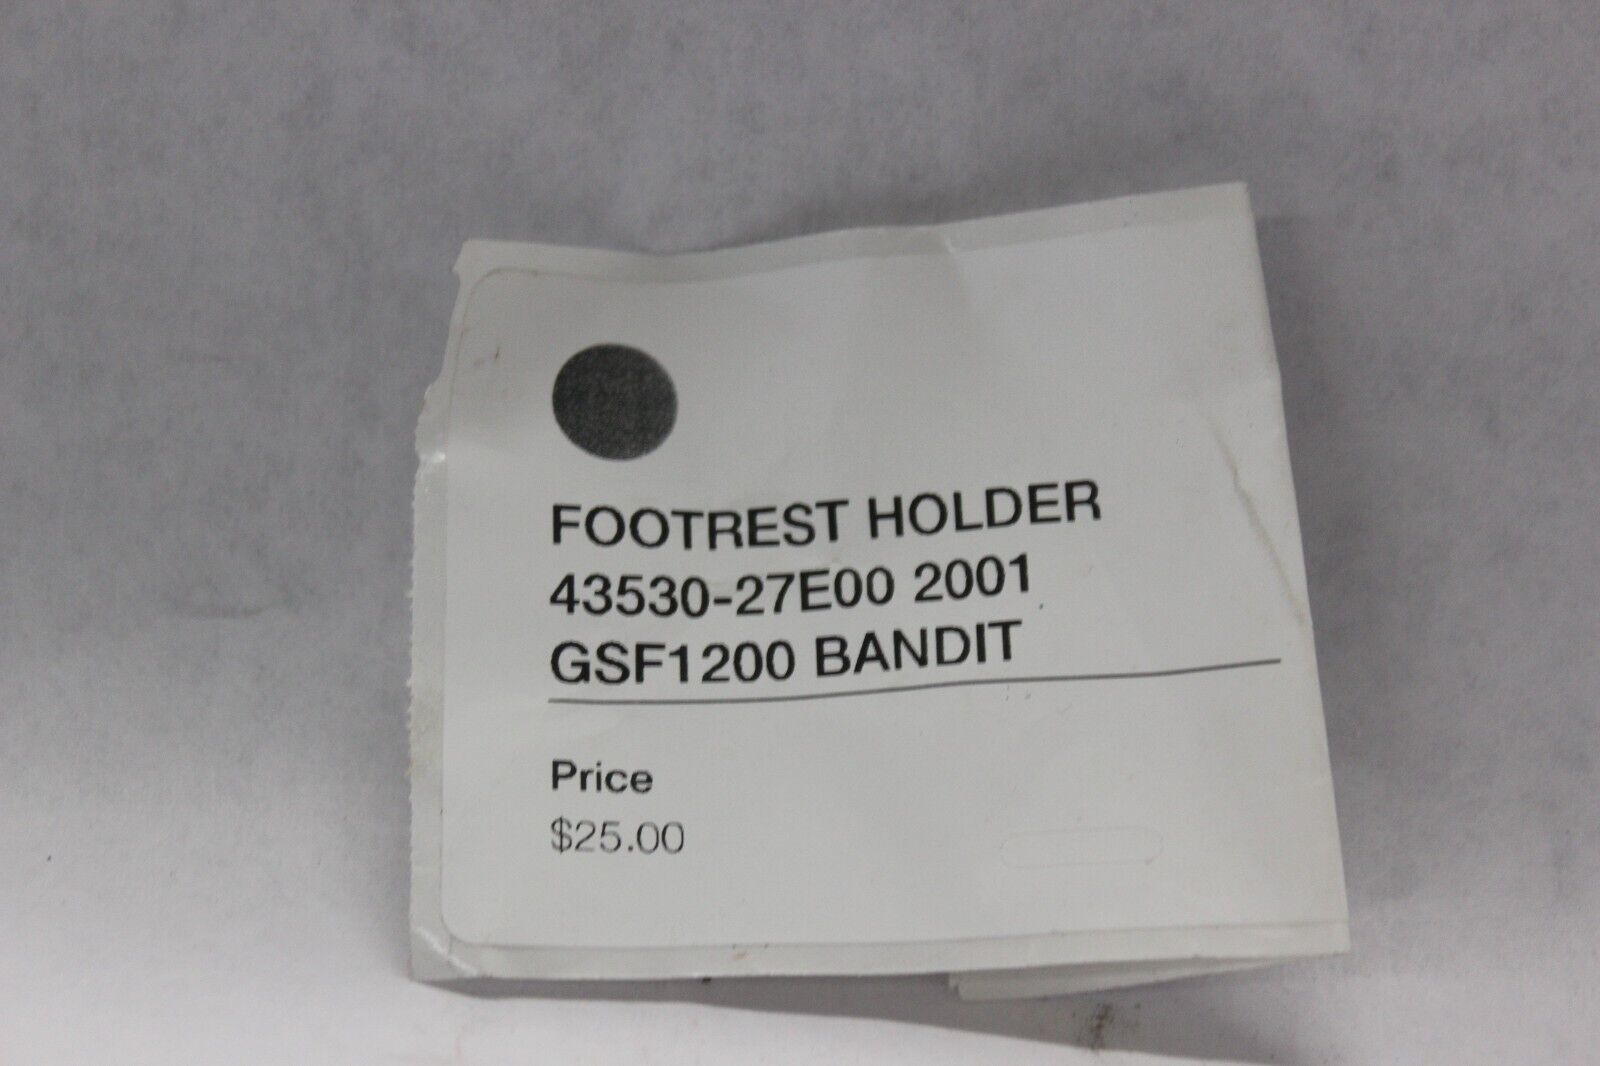 FOOTREST HOLDER
43530-27E00 2001
GSF1200 BANDIT
Price
$25.00